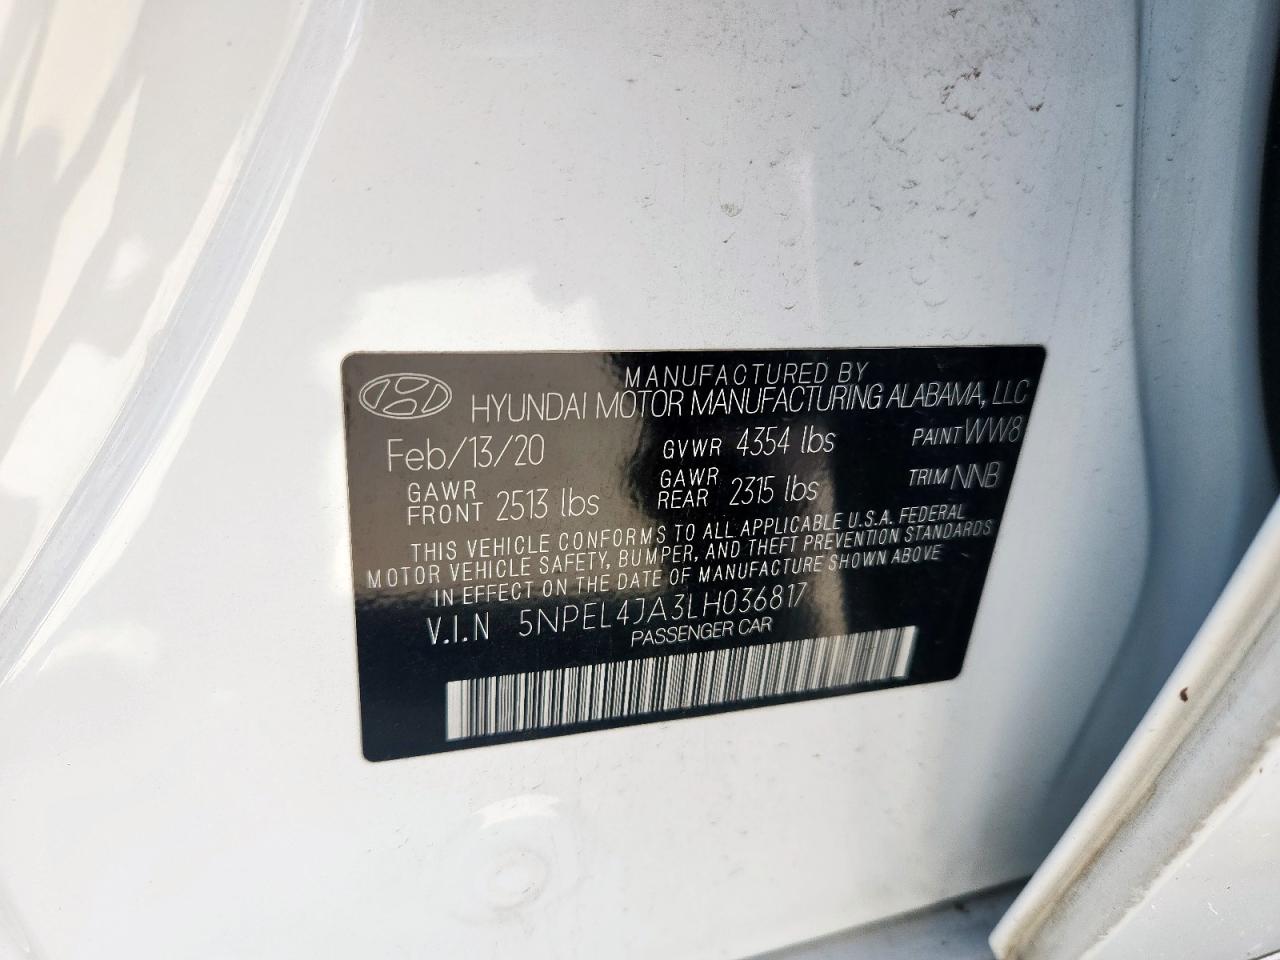 MANUFACTURED BY
HYUNDAI MOTOR MANUFACTURING ALABAMA, LLC
Feb/13/20 GVWR 4354 lbs PAINT WW8
GAWR FRONT 2513 lbs GAWR REAR 2315 lbs TRIM NNB
THIS VEHICLE CONFORMS TO ALL APPLICABLE U.S.A. FEDERAL
MOTOR VEHICLE SAFETY, BUMPER, AND THEFT PREVENTION STANDARDS
IN EFFECT ON THE DATE OF MANUFACTURE SHOWN ABOVE
V.I.N 5NPEL4JA3LH036817
PASSENGER CAR